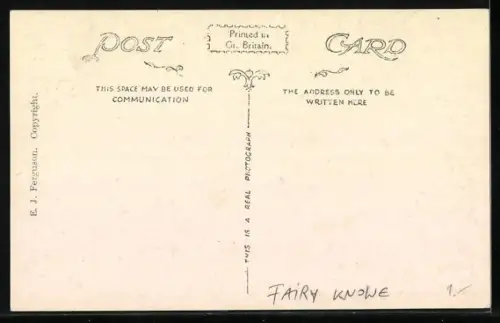 POST
Printed in
Gt. Britain.
CARD
THIS SPACE MAY BE USED FOR
COMMUNICATION
THE ADDRESS ONLY TO BE
WRITTEN HERE
E. J. Ferguson. Copyright.
THIS IS A REAL PHOTOGRAPH
FAIRY KNOWE
1.-